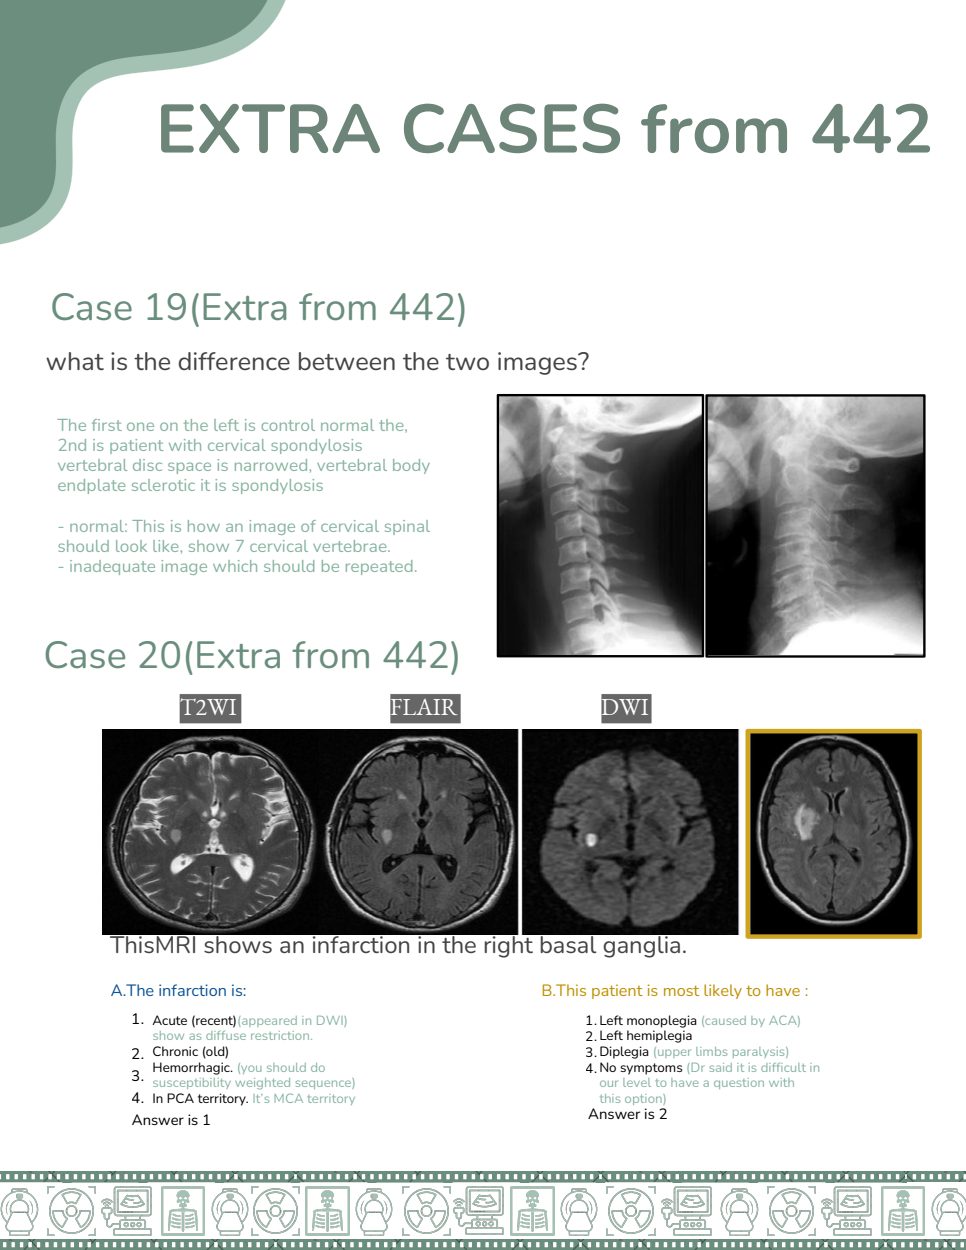 EXTRA CASES from 442
Case 19(Extra from 442)
what is the difference between the two images?
The first one on the left is control normal the,
2nd is patient with cervical spondylosis
vertebral disc space is narrowed, vertebral body
endplate sclerotic it is spondylosis
- normal: This is how an image of cervical spinal
should look like, show 7 cervical vertebrae.
- inadequate image which should be repeated.
Case 20(Extra from 442)
T2WI
FLAIR
DWI
ThisMRI shows an infarction in the right basal ganglia.
A.The infarction is:
1. Acute (recent)(appeared in DWI)
show as diffuse restriction.
2. Chronic (old)
3. Hemorrhagic. (you should do
susceptibility weighted sequence)
4. In PCA territory. It's MCA territory
Answer is 1
B.This patient is most likely to have :
1. Left monoplegia (caused by ACA)
2. Left hemiplegia
3. Diplegia (upper limbs paralysis)
4. No symptoms (Dr said it is difficult in
our level to have a question with
this option)
Answer is 2